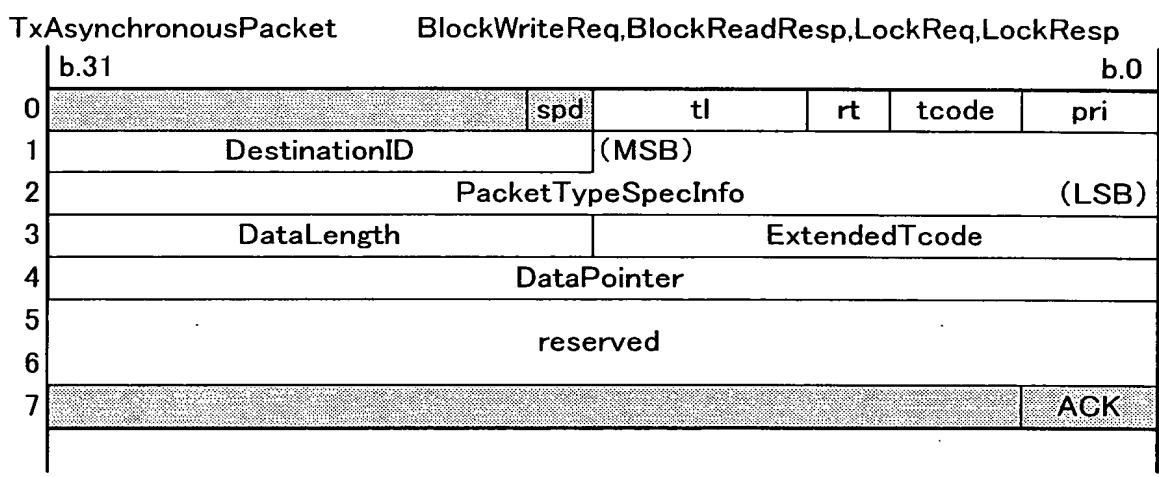 TxAsynchronousPacket BlockWriteReq,BlockReadResp,LockReq,LockResp
b.31 b.0
0 spd tl rt tcode pri
1 DestinationID (MSB)
2 PacketTypeSpecInfo (LSB)
3 DataLength ExtendedTcode
4 DataPointer
5
reserved
6
7 ACK